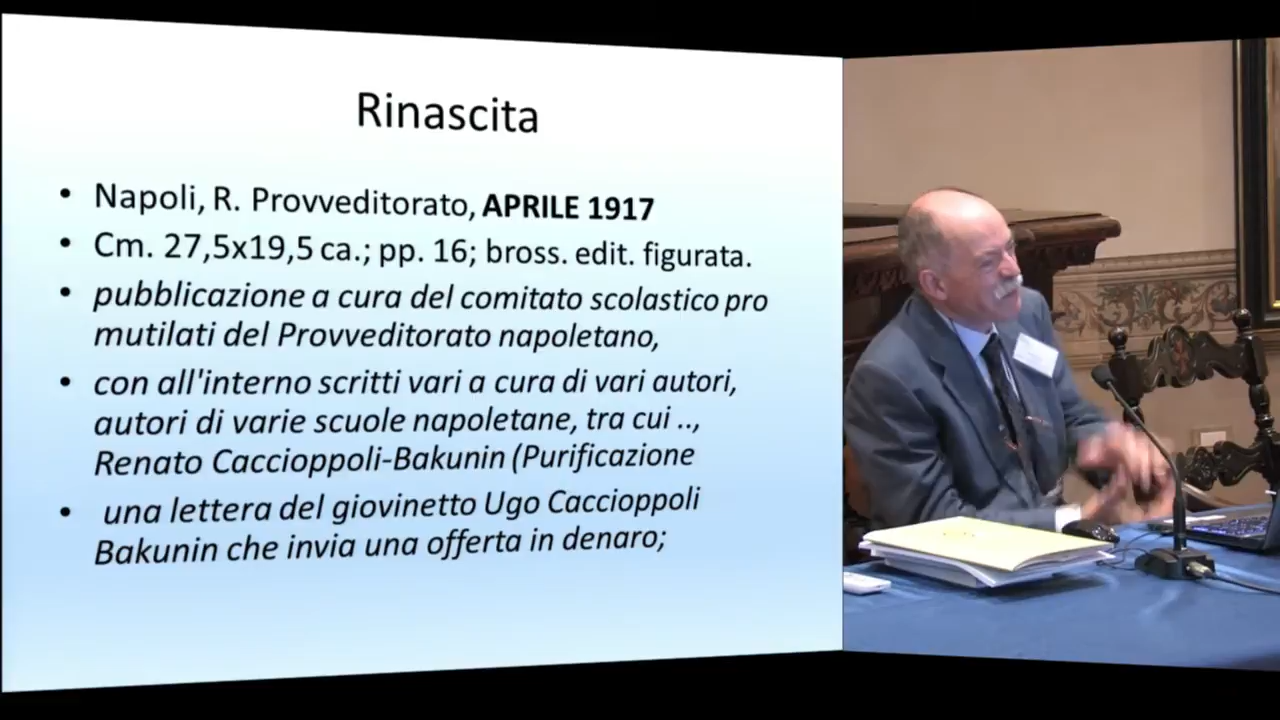 Rinascita
• Napoli, R. Provveditorato, APRILE 1917
• Cm. 27,5x19,5 ca.; pp. 16; bross. edit. figurata.
• pubblicazione a cura del comitato scolastico pro
mutilati del Provveditorato napoletano,
• con all'interno scritti vari a cura di vari autori,
autori di varie scuole napoletane, tra cui ..,
Renato Caccioppoli-Bakunin (Purificazione
• una lettera del giovinetto Ugo Caccioppoli
Bakunin che invia una offerta in denaro;